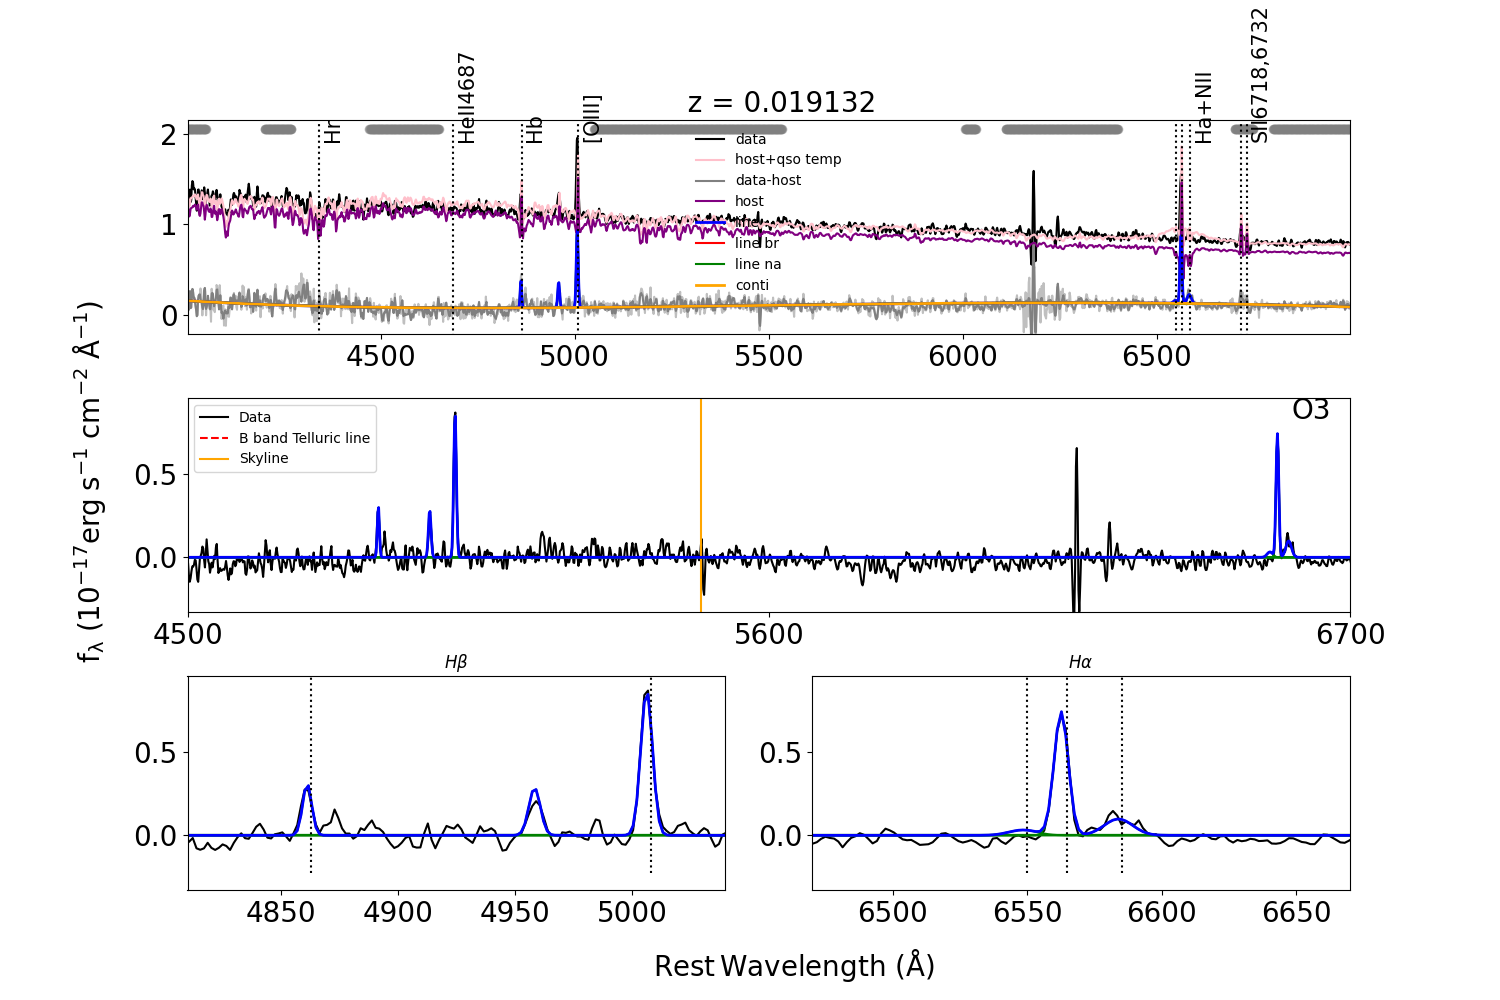 z = 0.019132
Hr
HeII4687
Hb
[OIII]
Ha+NII
SII6718,6732
data
host+qso temp
data-host
host
line
line br
line na
conti
2
1
0
4500
5000
5500
6000
6500
O3
Data
B band Telluric line
Skyline
0.5
0.0
4500
5600
6700
fλ (10⁻¹⁷erg s⁻¹ cm⁻² Å⁻¹)
Hβ
0.5
0.0
4850
4900
4950
5000
Hα
0.5
0.0
6500
6550
6600
6650
Rest Wavelength (Å)